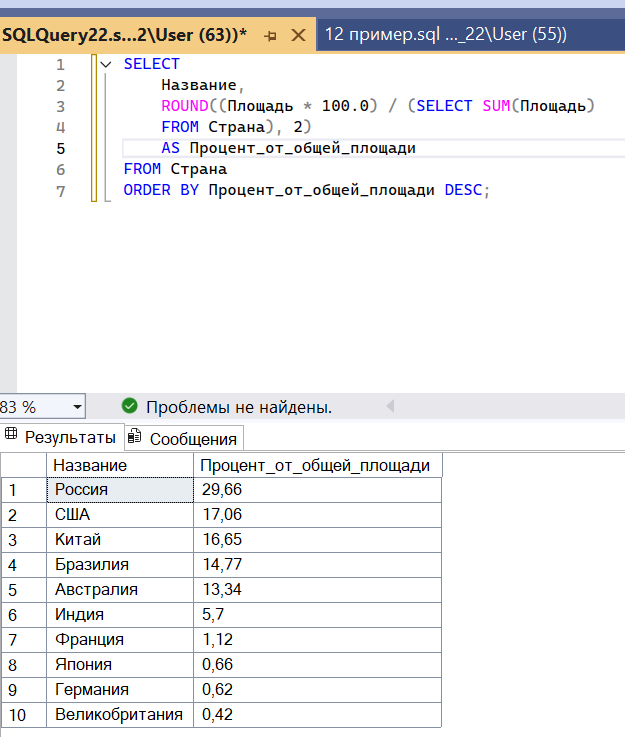 SQLQuery22.s...2\User (63))* 12 пример.sql ..._22\User (55))
1 SELECT
2 Название,
3 ROUND((Площадь * 100.0) / (SELECT SUM(Площадь)
4 FROM Страна), 2)
5 AS Процент_от_общей_площади
6 FROM Страна
7 ORDER BY Процент_от_общей_площади DESC;
83 % Проблемы не найдены.
Результаты Сообщения
Название Процент_от_общей_площади
1 Россия 29,66
2 США 17,06
3 Китай 16,65
4 Бразилия 14,77
5 Австралия 13,34
6 Индия 5,7
7 Франция 1,12
8 Япония 0,66
9 Германия 0,62
10 Великобритания 0,42